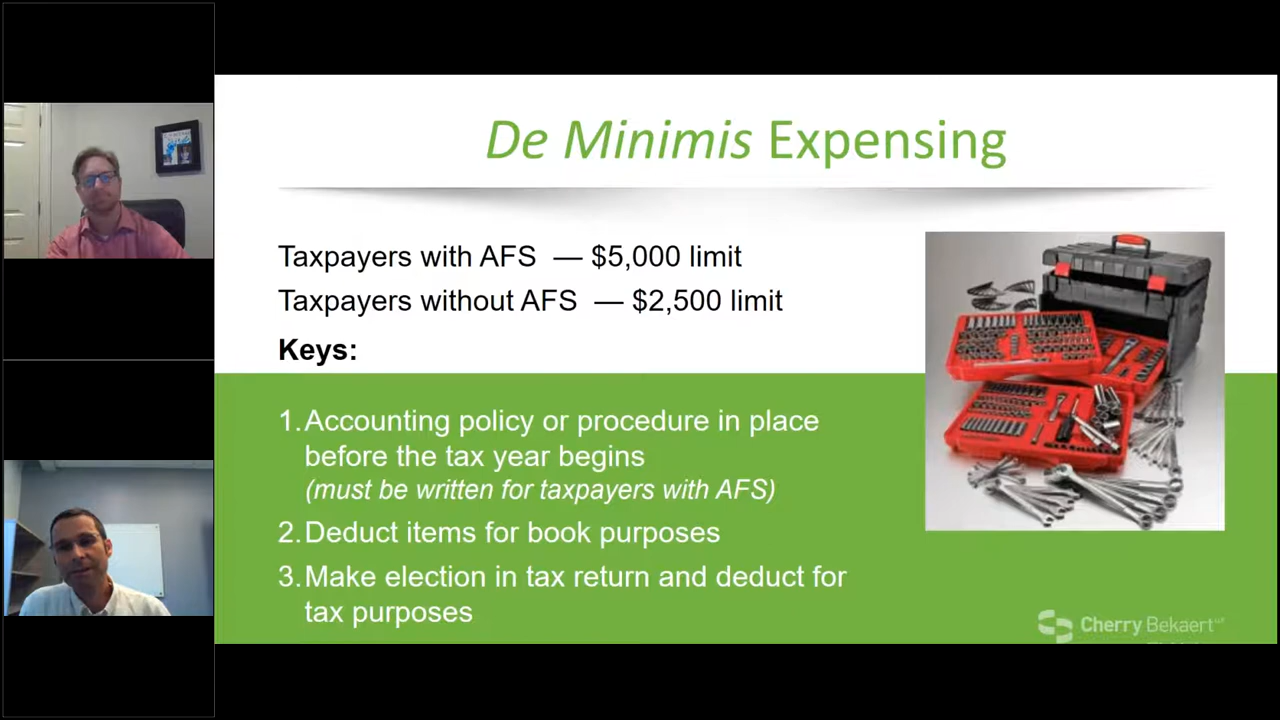 De Minimis Expensing
Taxpayers with AFS — $5,000 limit
Taxpayers without AFS — $2,500 limit
Keys:
1. Accounting policy or procedure in place
before the tax year begins
(must be written for taxpayers with AFS)
2. Deduct items for book purposes
3. Make election in tax return and deduct for
tax purposes
Cherry Bekaert LLP